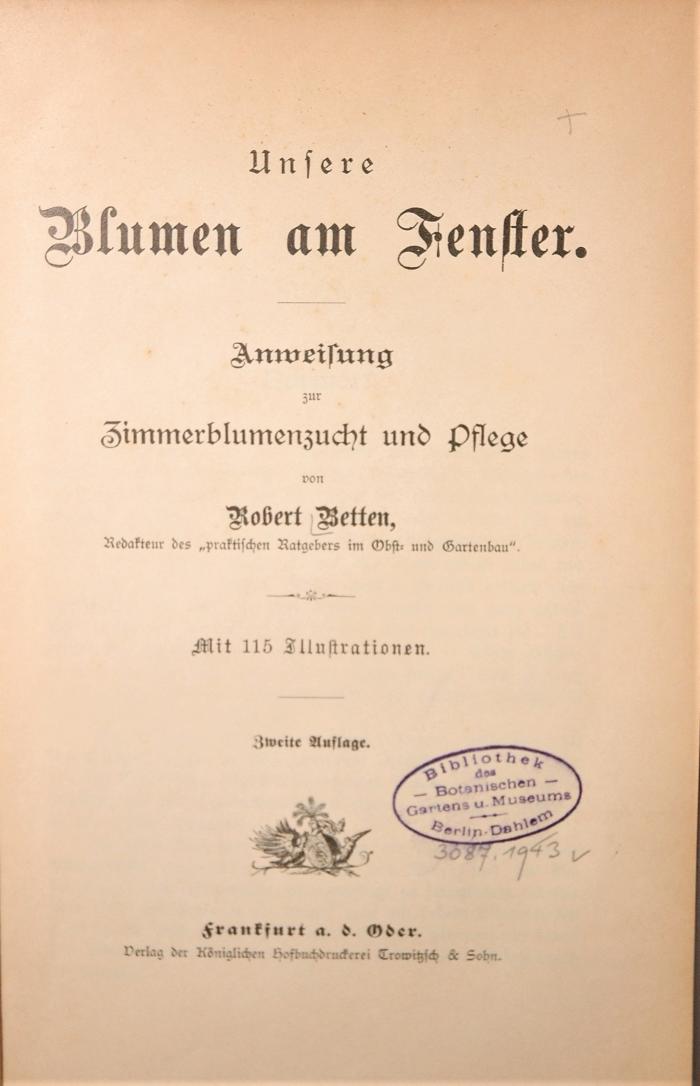 Unsere
Blumen am Fenster.
Anweisung
zur
Zimmerblumenzucht und Pflege
von
Robert Betten,
Redakteur des „praktischen Ratgebers im Obst- und Gartenbau“.
Mit 115 Illustrationen.
Zweite Auflage.
Bibliothek
des
— Botanischen —
Gartens u. Museums
Berlin-Dahlem
3087.1943
Frankfurt a. d. Oder.
Verlag der Königlichen Hofbuchdruckerei Trowitzsch & Sohn.